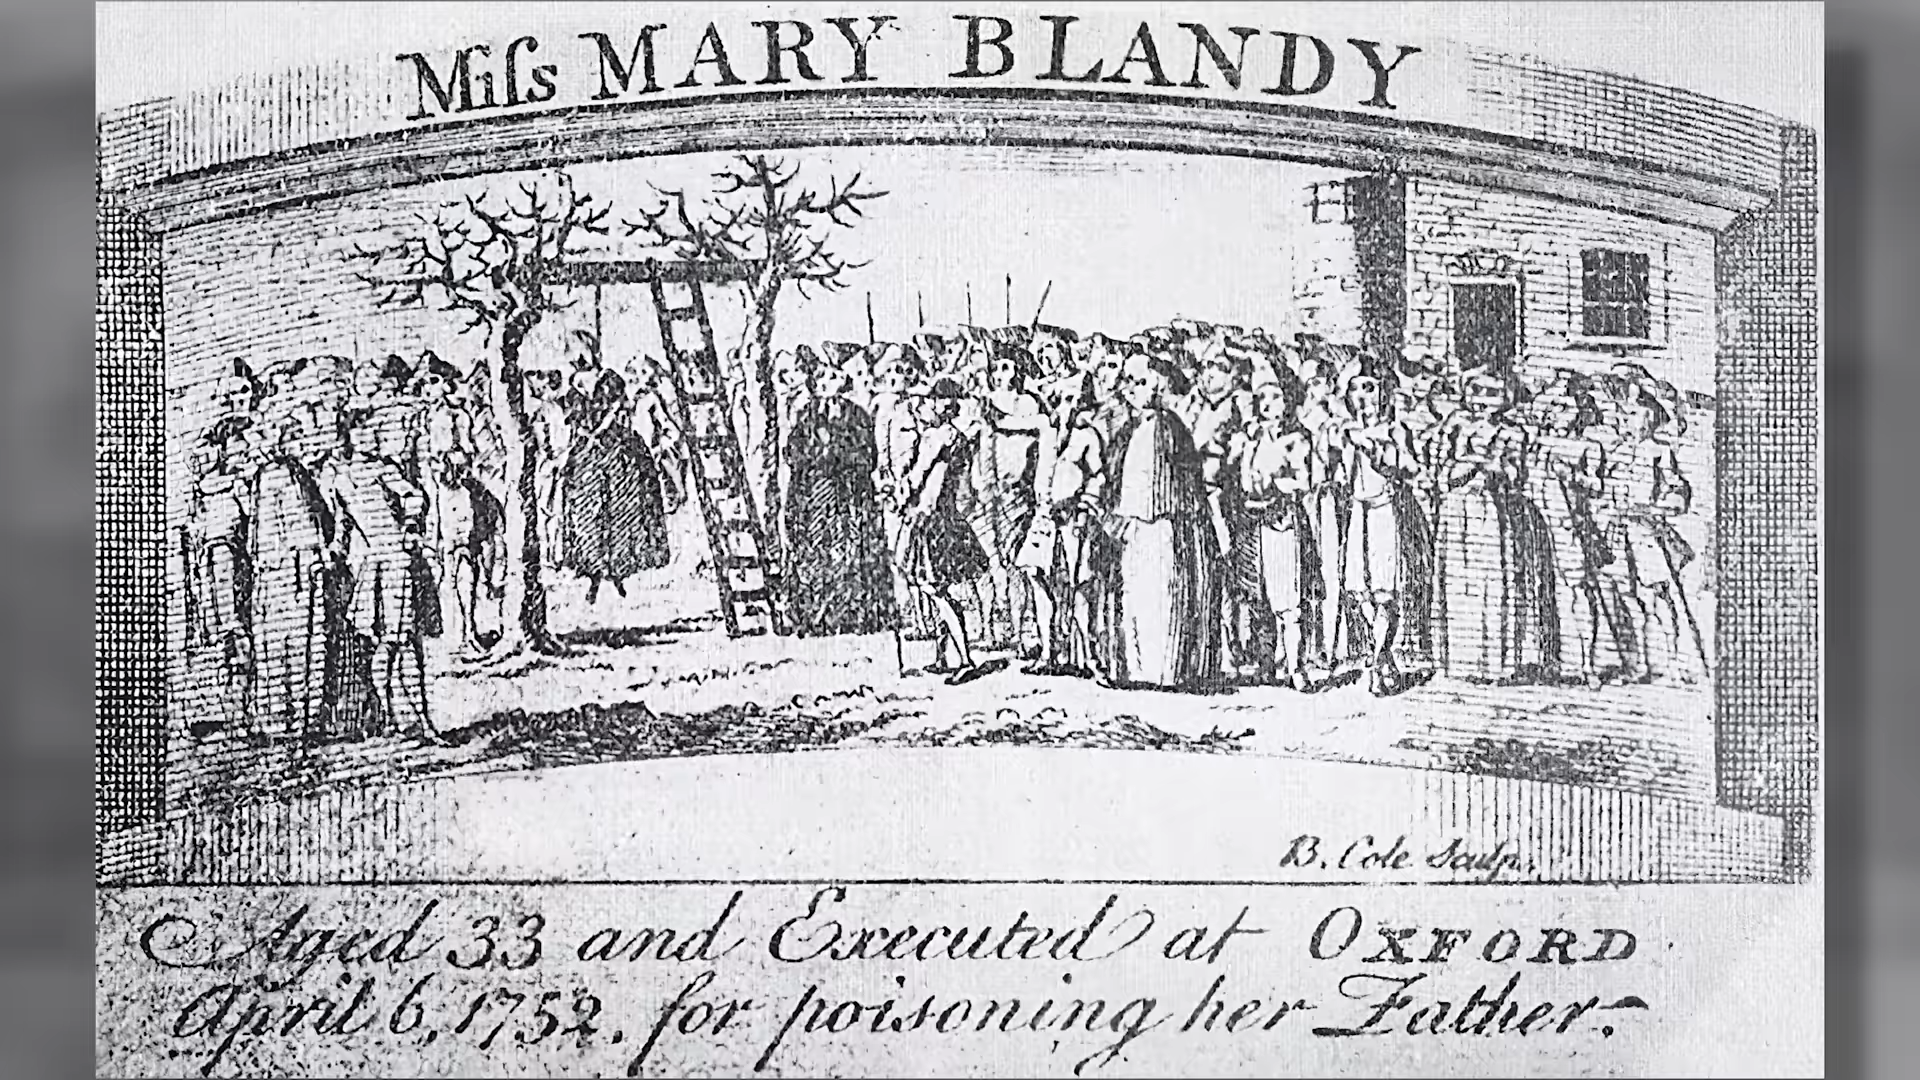 Miſs MARY BLANDY
B. Cole Sculp.
Aged 33 and Executed at OXFORD
April 6, 1752. for poisoning her Father.